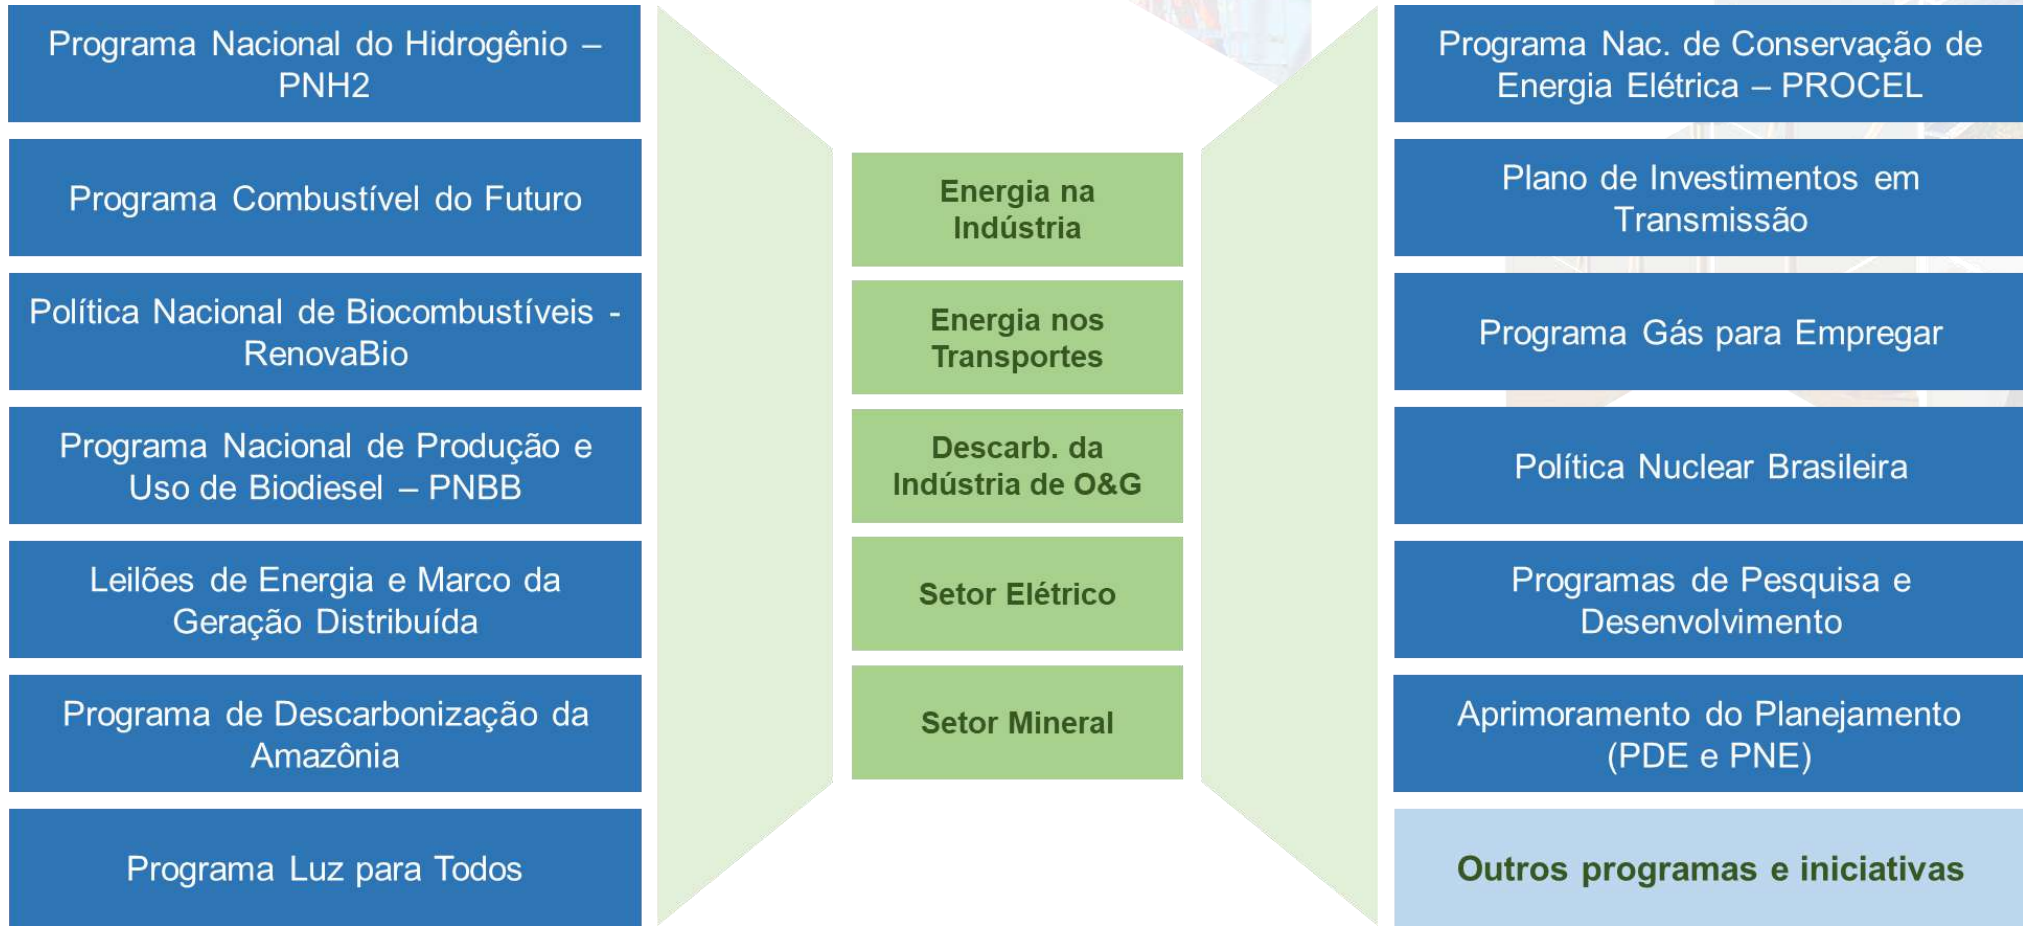 Programa Nacional do Hidrogênio –
PNH2
Programa Combustível do Futuro
Política Nacional de Biocombustíveis -
RenovaBio
Programa Nacional de Produção e
Uso de Biodiesel – PNBB
Leilões de Energia e Marco da
Geração Distribuída
Programa de Descarbonização da
Amazônia
Programa Luz para Todos
Energia na
Indústria
Energia nos
Transportes
Descarb. da
Indústria de O&G
Setor Elétrico
Setor Mineral
Programa Nac. de Conservação de
Energia Elétrica – PROCEL
Plano de Investimentos em
Transmissão
Programa Gás para Empregar
Política Nuclear Brasileira
Programas de Pesquisa e
Desenvolvimento
Aprimoramento do Planejamento
(PDE e PNE)
Outros programas e iniciativas